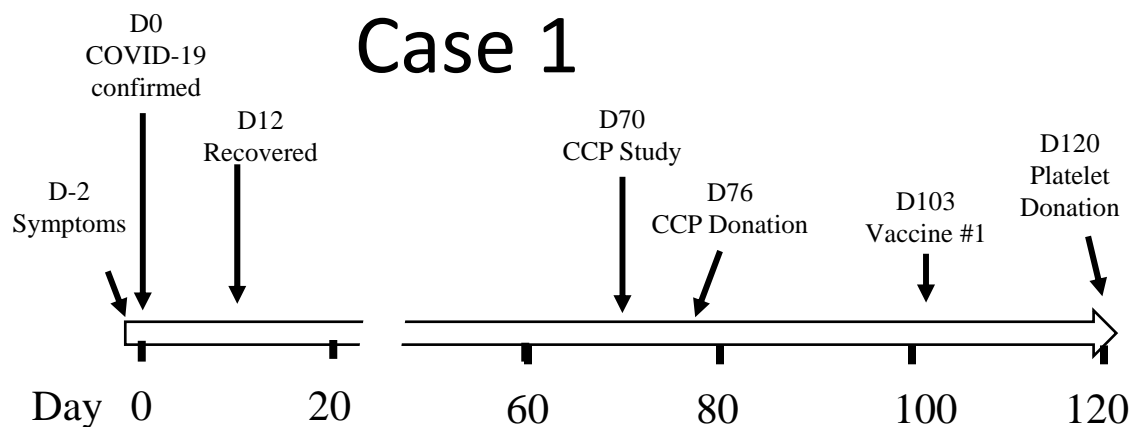 Case 1
D0
COVID-19
confirmed
D12
Recovered
D-2
Symptoms
D70
CCP Study
D76
CCP Donation
D103
Vaccine #1
D120
Platelet
Donation
Day 0 20 60 80 100 120